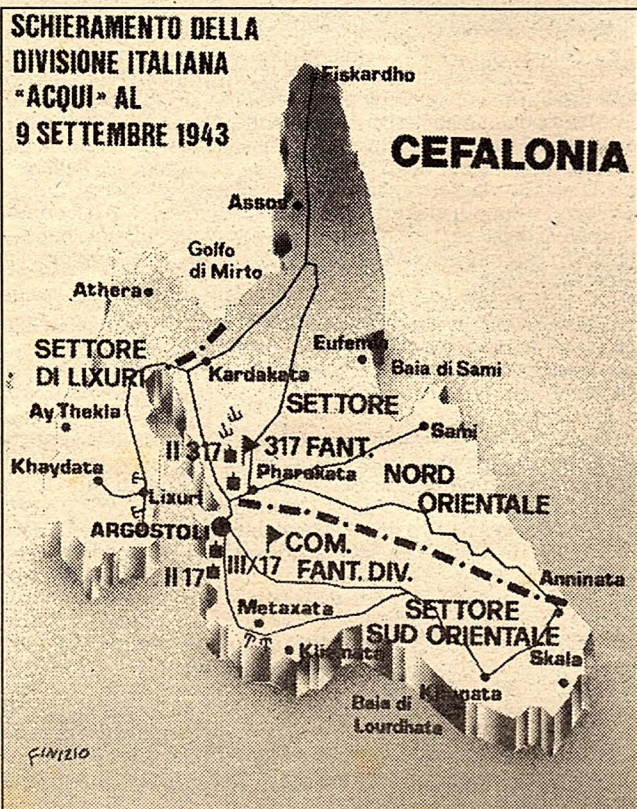 SCHIERAMENTO DELLA
DIVISIONE ITALIANA
“ACQUI” AL
9 SETTEMBRE 1943
CEFALONIA
Fiskardho
Assos
Golfo
di Mirto
Athera
SETTORE
DI LIXURI
Eufemia
Kardakata
Baia di Sami
Ay Thekla
SETTORE
Sami
II 317
317 FANT.
Khaydata
Pharakata
NORD
Lixuri
ORIENTALE
ARGOSTOLI
COM.
III/17
FANT. DIV.
II 17
Anninata
Metaxata
SETTORE
SUD ORIENTALE
Skala
Baia di
Lourdhata
FINIZIO